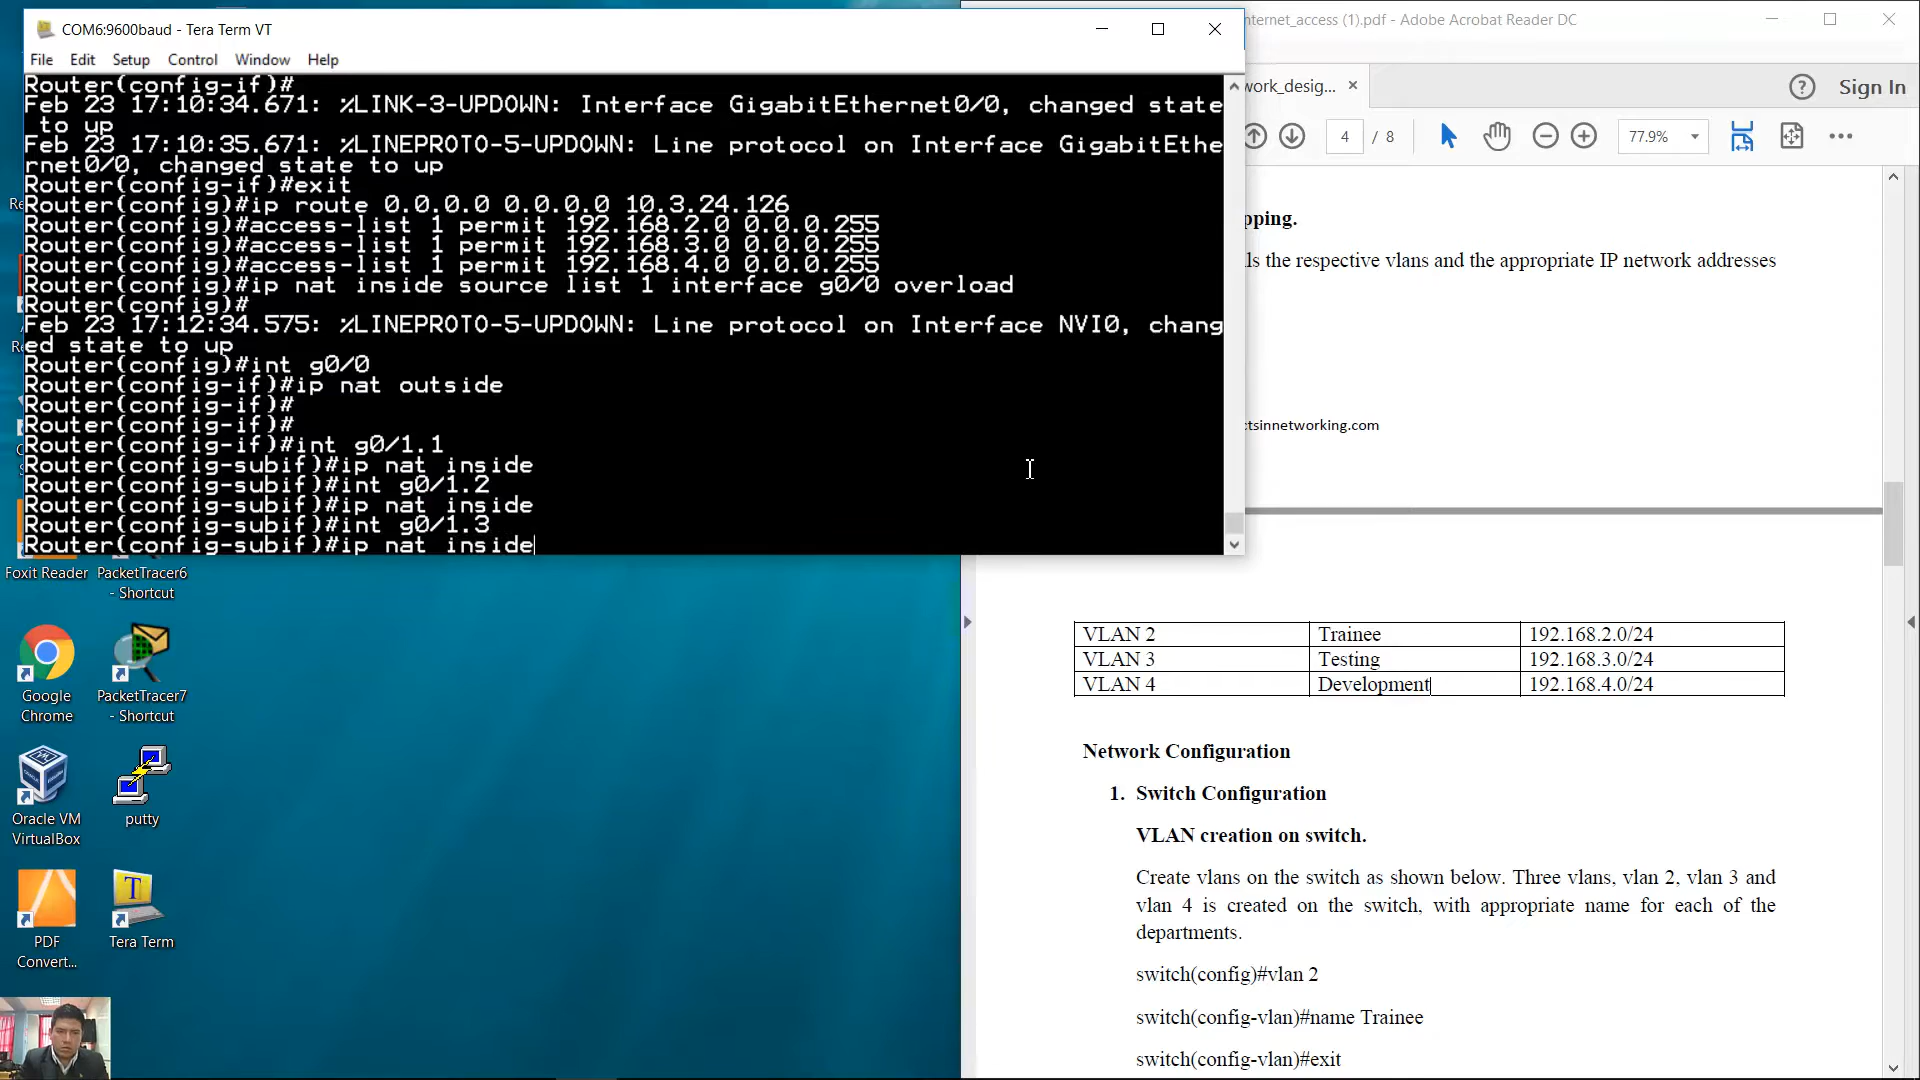 COM6:9600baud - Tera Term VT
File Edit Setup Control Window Help
Router(config-if)#
Feb 23 17:10:34.671: %LINK-3-UPDOWN: Interface GigabitEthernet0/0, changed state
 to up
Feb 23 17:10:35.671: %LINEPROTO-5-UPDOWN: Line protocol on Interface GigabitEthe
rnet0/0, changed state to up
Router(config-if)#exit
Router(config)#ip route 0.0.0.0 0.0.0.0 10.3.24.126
Router(config)#access-list 1 permit 192.168.2.0 0.0.0.255
Router(config)#access-list 1 permit 192.168.3.0 0.0.0.255
Router(config)#access-list 1 permit 192.168.4.0 0.0.0.255
Router(config)#ip nat inside source list 1 interface g0/0 overload
Router(config)#
Feb 23 17:12:34.575: %LINEPROTO-5-UPDOWN: Line protocol on Interface NVI0, chang
ed state to up
Router(config)#int g0/0
Router(config-if)#ip nat outside
Router(config-if)#
Router(config-if)#
Router(config-if)#int g0/1.1
Router(config-subif)#ip nat inside
Router(config-subif)#int g0/1.2
Router(config-subif)#ip nat inside
Router(config-subif)#int g0/1.3
Router(config-subif)#ip nat inside
Foxit Reader
PacketTracer6
- Shortcut
Google
Chrome
PacketTracer7
- Shortcut
Oracle VM
VirtualBox
putty
PDF
Convert...
Tera Term
nternet_access (1).pdf - Adobe Acrobat Reader DC
work_desig...
Sign In
4 / 8
77.9%
pping.
ls the respective vlans and the appropriate IP network addresses
ctsinnetworking.com
VLAN 2 Trainee 192.168.2.0/24
VLAN 3 Testing 192.168.3.0/24
VLAN 4 Development 192.168.4.0/24
Network Configuration
1. Switch Configuration
VLAN creation on switch.
Create vlans on the switch as shown below. Three vlans, vlan 2, vlan 3 and
vlan 4 is created on the switch, with appropriate name for each of the
departments.
switch(config)#vlan 2
switch(config-vlan)#name Trainee
switch(config-vlan)#exit